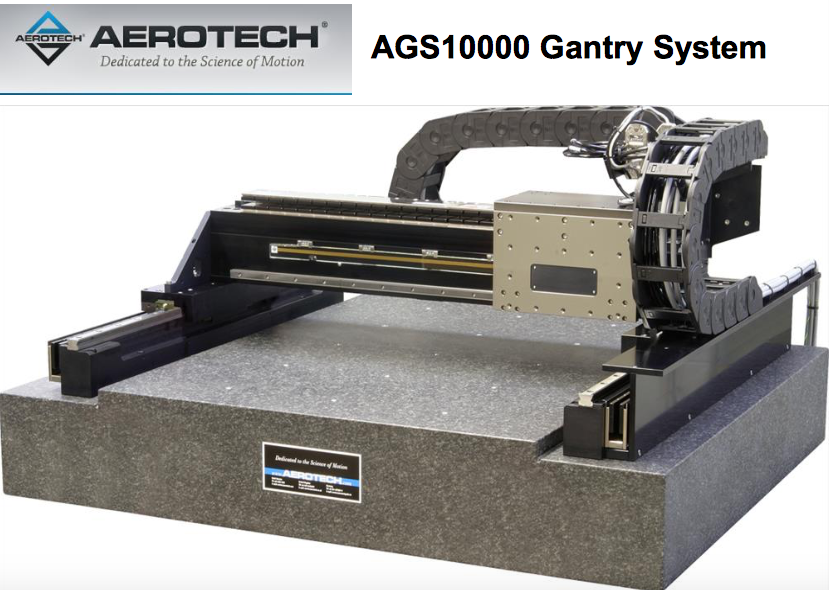 AEROTECH
AEROTECH®
Dedicated to the Science of Motion
AGS10000 Gantry System
Dedicated to the Science of Motion
AEROTECH